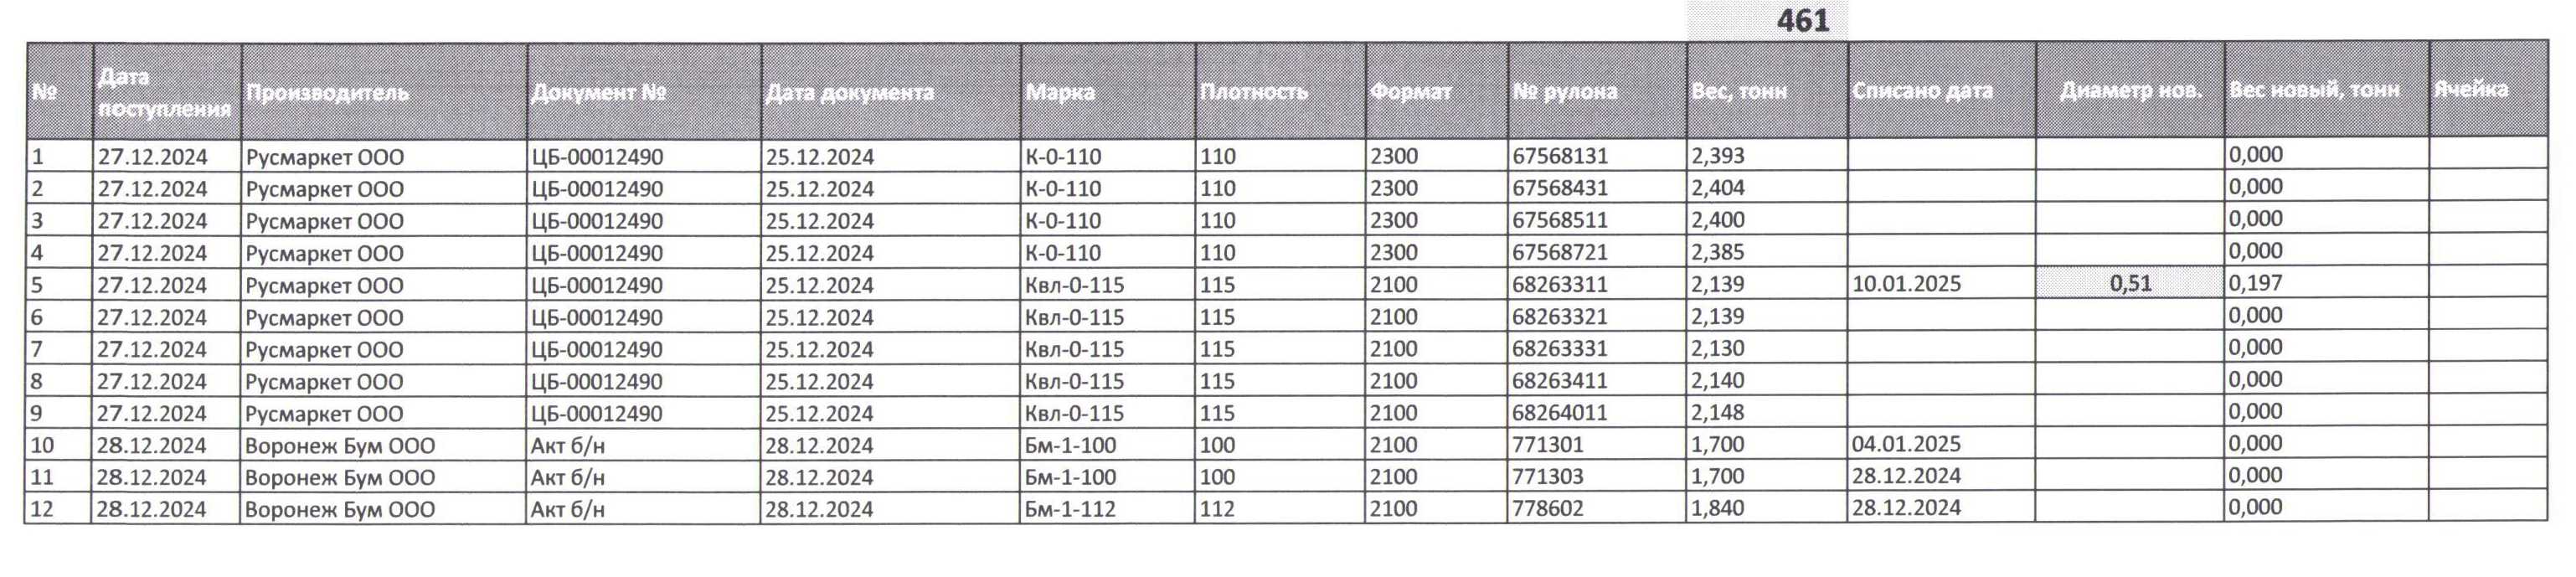 461
№ Дата поступления Производитель Документ № Дата документа Марка Плотность Формат № рулона Вес, тонн Списано дата Диаметр нов. Вес новый, тонн Ячейка
1 27.12.2024 Русмаркет ООО ЦБ-00012490 25.12.2024 К-0-110 110 2300 67568131 2,393 0,000
2 27.12.2024 Русмаркет ООО ЦБ-00012490 25.12.2024 К-0-110 110 2300 67568431 2,404 0,000
3 27.12.2024 Русмаркет ООО ЦБ-00012490 25.12.2024 К-0-110 110 2300 67568511 2,400 0,000
4 27.12.2024 Русмаркет ООО ЦБ-00012490 25.12.2024 К-0-110 110 2300 67568721 2,385 0,000
5 27.12.2024 Русмаркет ООО ЦБ-00012490 25.12.2024 Квл-0-115 115 2100 68263311 2,139 10.01.2025 0,51 0,197
6 27.12.2024 Русмаркет ООО ЦБ-00012490 25.12.2024 Квл-0-115 115 2100 68263321 2,139 0,000
7 27.12.2024 Русмаркет ООО ЦБ-00012490 25.12.2024 Квл-0-115 115 2100 68263331 2,130 0,000
8 27.12.2024 Русмаркет ООО ЦБ-00012490 25.12.2024 Квл-0-115 115 2100 68263411 2,140 0,000
9 27.12.2024 Русмаркет ООО ЦБ-00012490 25.12.2024 Квл-0-115 115 2100 68264011 2,148 0,000
10 28.12.2024 Воронеж Бум ООО Акт б/н 28.12.2024 Бм-1-100 100 2100 771301 1,700 04.01.2025 0,000
11 28.12.2024 Воронеж Бум ООО Акт б/н 28.12.2024 Бм-1-100 100 2100 771303 1,700 28.12.2024 0,000
12 28.12.2024 Воронеж Бум ООО Акт б/н 28.12.2024 Бм-1-112 112 2100 778602 1,840 28.12.2024 0,000